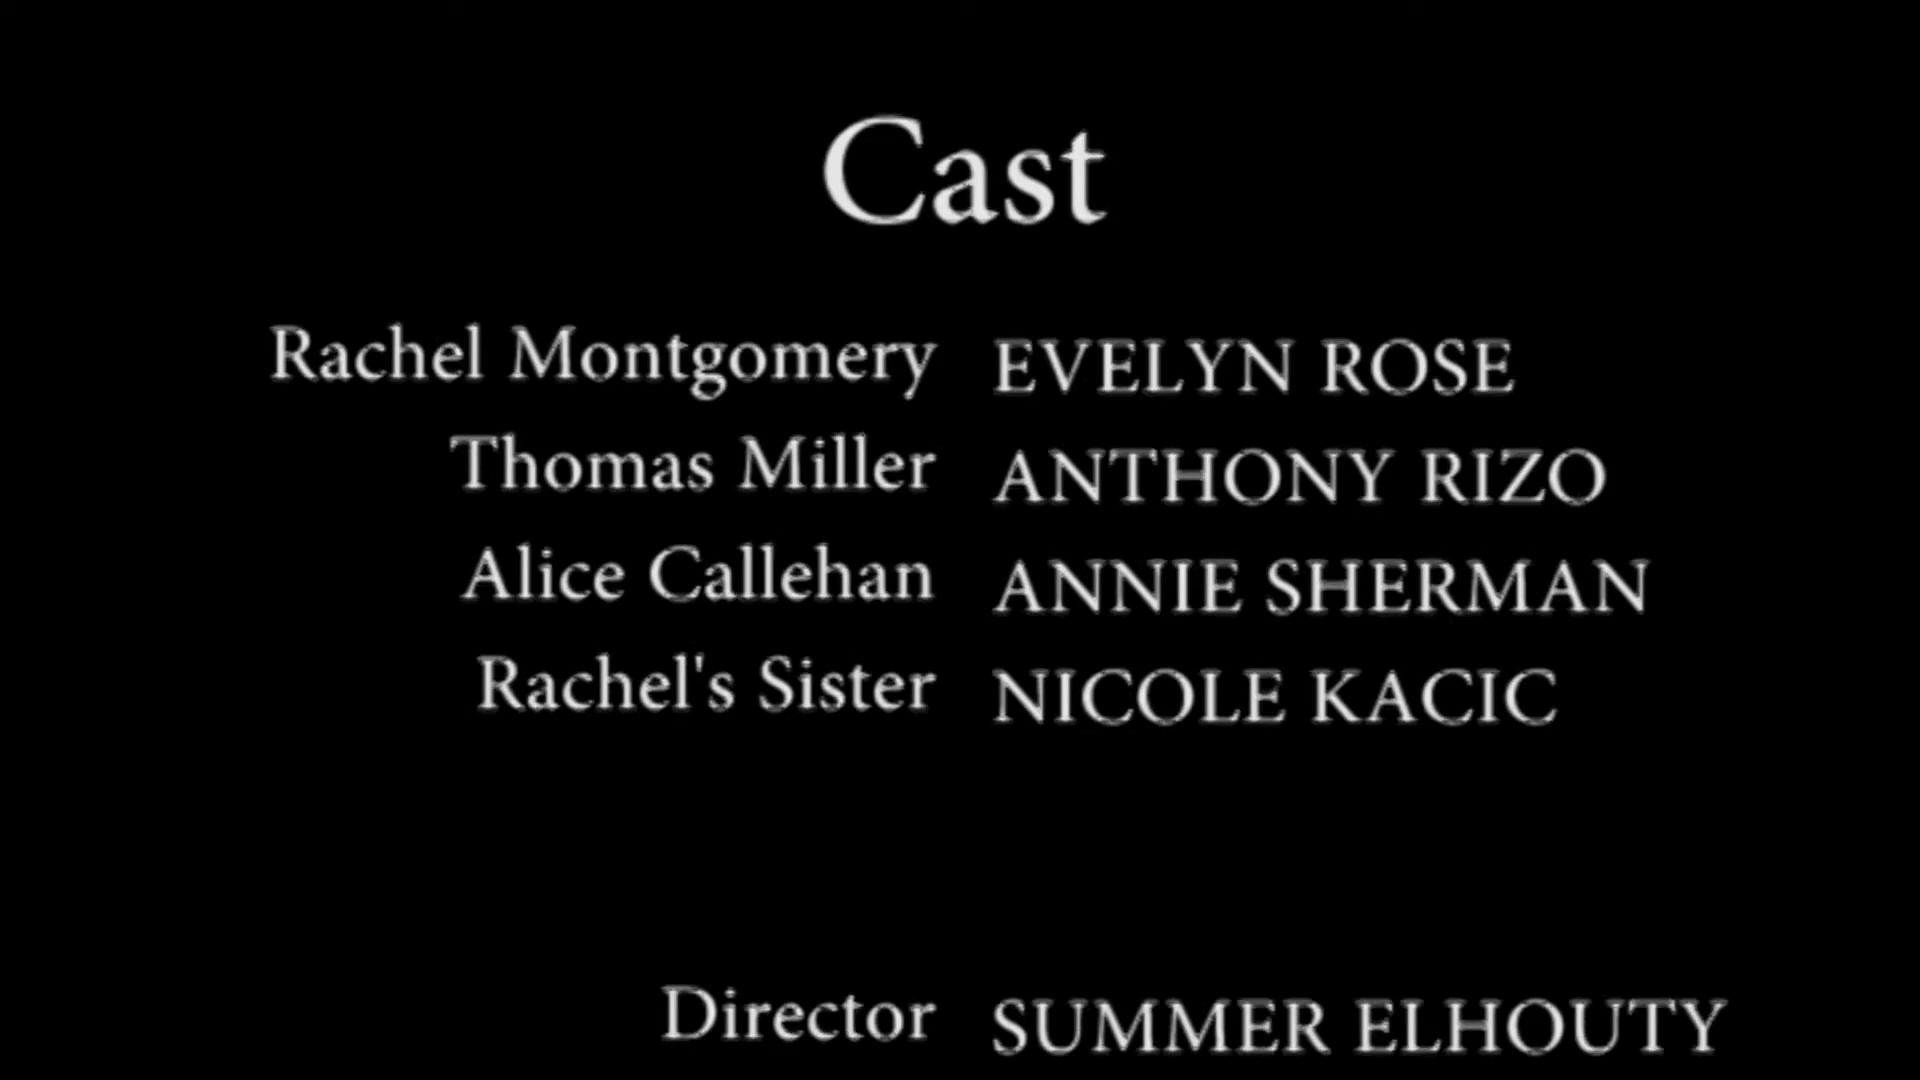 Cast
Rachel Montgomery EVELYN ROSE
Thomas Miller ANTHONY RIZO
Alice Callehan ANNIE SHERMAN
Rachel's Sister NICOLE KACIC
Director SUMMER ELHOUTY